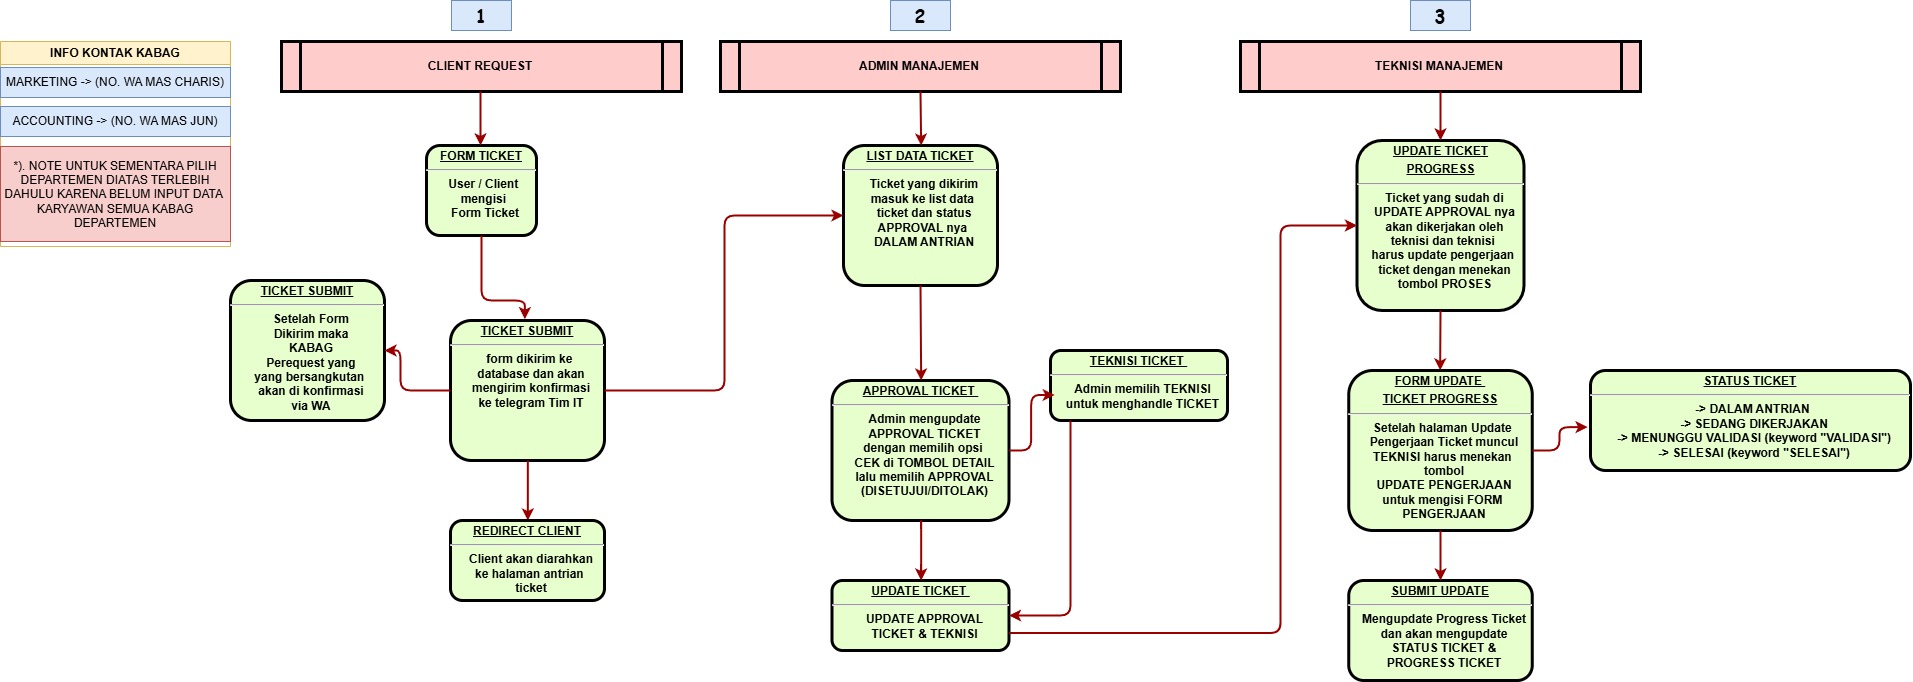 INFO KONTAK KABAG
MARKETING -> (NO. WA MAS CHARIS)
ACCOUNTING -> (NO. WA MAS JUN)
*). NOTE UNTUK SEMENTARA PILIH
DEPARTEMEN DIATAS TERLEBIH
DAHULU KARENA BELUM INPUT DATA
KARYAWAN SEMUA KABAG
DEPARTEMEN
1
CLIENT REQUEST
FORM TICKET
User / Client
mengisi
Form Ticket
TICKET SUBMIT
Setelah Form
Dikirim maka
KABAG
Perequest yang
yang bersangkutan
akan di konfirmasi
via WA
TICKET SUBMIT
form dikirim ke
database dan akan
mengirim konfirmasi
ke telegram Tim IT
REDIRECT CLIENT
Client akan diarahkan
ke halaman antrian
ticket
2
ADMIN MANAJEMEN
LIST DATA TICKET
Ticket yang dikirim
masuk ke list data
ticket dan status
APPROVAL nya
DALAM ANTRIAN
APPROVAL TICKET
Admin mengupdate
APPROVAL TICKET
dengan memilih opsi
CEK di TOMBOL DETAIL
lalu memilih APPROVAL
(DISETUJUI/DITOLAK)
TEKNISI TICKET
Admin memilih TEKNISI
untuk menghandle TICKET
UPDATE TICKET
UPDATE APPROVAL
TICKET & TEKNISI
3
TEKNISI MANAJEMEN
UPDATE TICKET
PROGRESS
Ticket yang sudah di
UPDATE APPROVAL nya
akan dikerjakan oleh
teknisi dan teknisi
harus update pengerjaan
ticket dengan menekan
tombol PROSES
FORM UPDATE
TICKET PROGRESS
Setelah halaman Update
Pengerjaan Ticket muncul
TEKNISI harus menekan
tombol
UPDATE PENGERJAAN
untuk mengisi FORM
PENGERJAAN
STATUS TICKET
-> DALAM ANTRIAN
-> SEDANG DIKERJAKAN
-> MENUNGGU VALIDASI (keyword "VALIDASI")
-> SELESAI (keyword "SELESAI")
SUBMIT UPDATE
Mengupdate Progress Ticket
dan akan mengupdate
STATUS TICKET &
PROGRESS TICKET